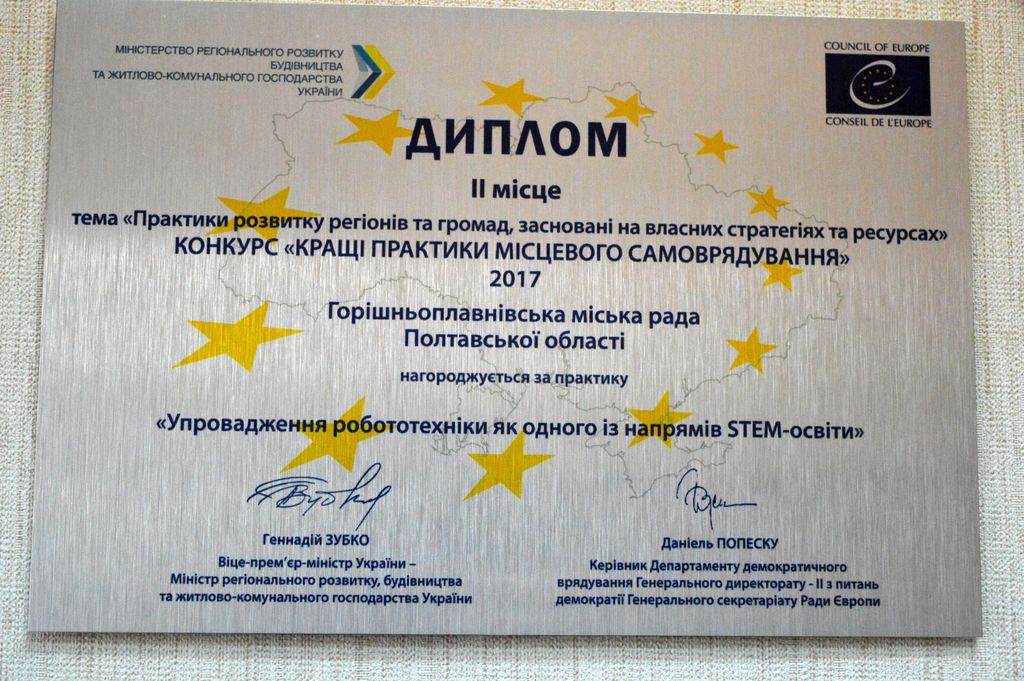 МІНІСТЕРСТВО РЕГІОНАЛЬНОГО РОЗВИТКУ
БУДІВНИЦТВА
ТА ЖИТЛОВО-КОМУНАЛЬНОГО ГОСПОДАРСТВА
УКРАЇНИ
COUNCIL OF EUROPE
CONSEIL DE L'EUROPE
ДИПЛОМ
II місце
тема «Практики розвитку регіонів та громад, засновані на власних стратегіях та ресурсах»
КОНКУРС «КРАЩІ ПРАКТИКИ МІСЦЕВОГО САМОВРЯДУВАННЯ»
2017
Горішньоплавнівська міська рада
Полтавської області
нагороджується за практику
«Упровадження робототехніки як одного із напрямів STEM-освіти»
Геннадій ЗУБКО
Віце-прем'єр-міністр України –
Міністр регіонального розвитку, будівництва
та житлово-комунального господарства України
Даніель ПОПЕСКУ
Керівник Департаменту демократичного
врядування Генерального директорату - II з питань
демократії Генерального секретаріату Ради Європи